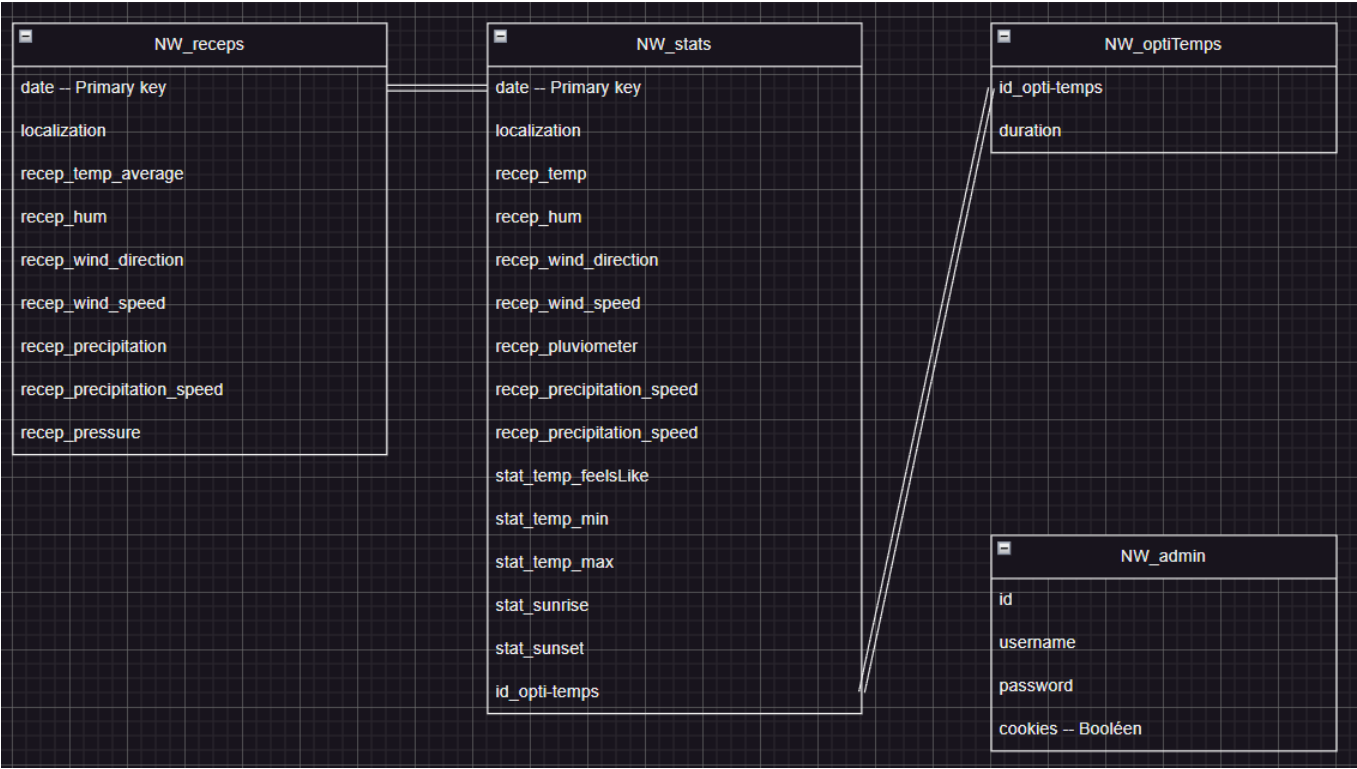 NW_receps
date -- Primary key
localization
recep_temp_average
recep_hum
recep_wind_direction
recep_wind_speed
recep_precipitation
recep_precipitation_speed
recep_pressure
NW_stats
date -- Primary key
localization
recep_temp
recep_hum
recep_wind_direction
recep_wind_speed
recep_pluviometer
recep_precipitation_speed
recep_precipitation_speed
stat_temp_feelsLike
stat_temp_min
stat_temp_max
stat_sunrise
stat_sunset
id_opti-temps
NW_optiTemps
id_opti-temps
duration
NW_admin
id
username
password
cookies -- Booléen